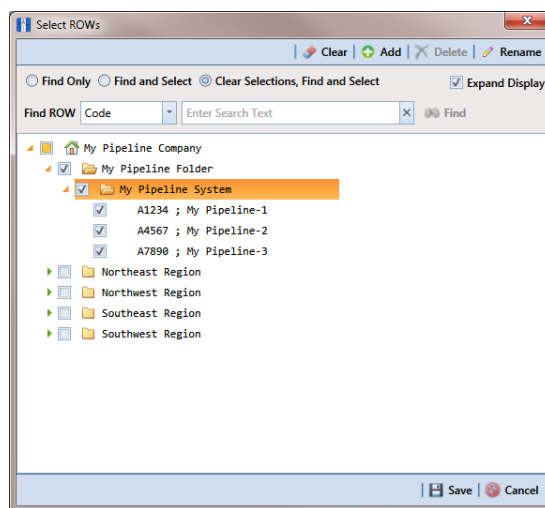 Select ROWs
Clear Add Delete Rename
Find Only Find and Select Clear Selections, Find and Select Expand Display
Find ROW Code Enter Search Text Find
My Pipeline Company
My Pipeline Folder
My Pipeline System
A1234 ; My Pipeline-1
A4567 ; My Pipeline-2
A7890 ; My Pipeline-3
Northeast Region
Northwest Region
Southeast Region
Southwest Region
Save Cancel